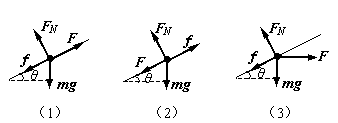 F_N F f θ mg
F_N f F θ mg
F_N F f θ mg
(1) (2) (3)